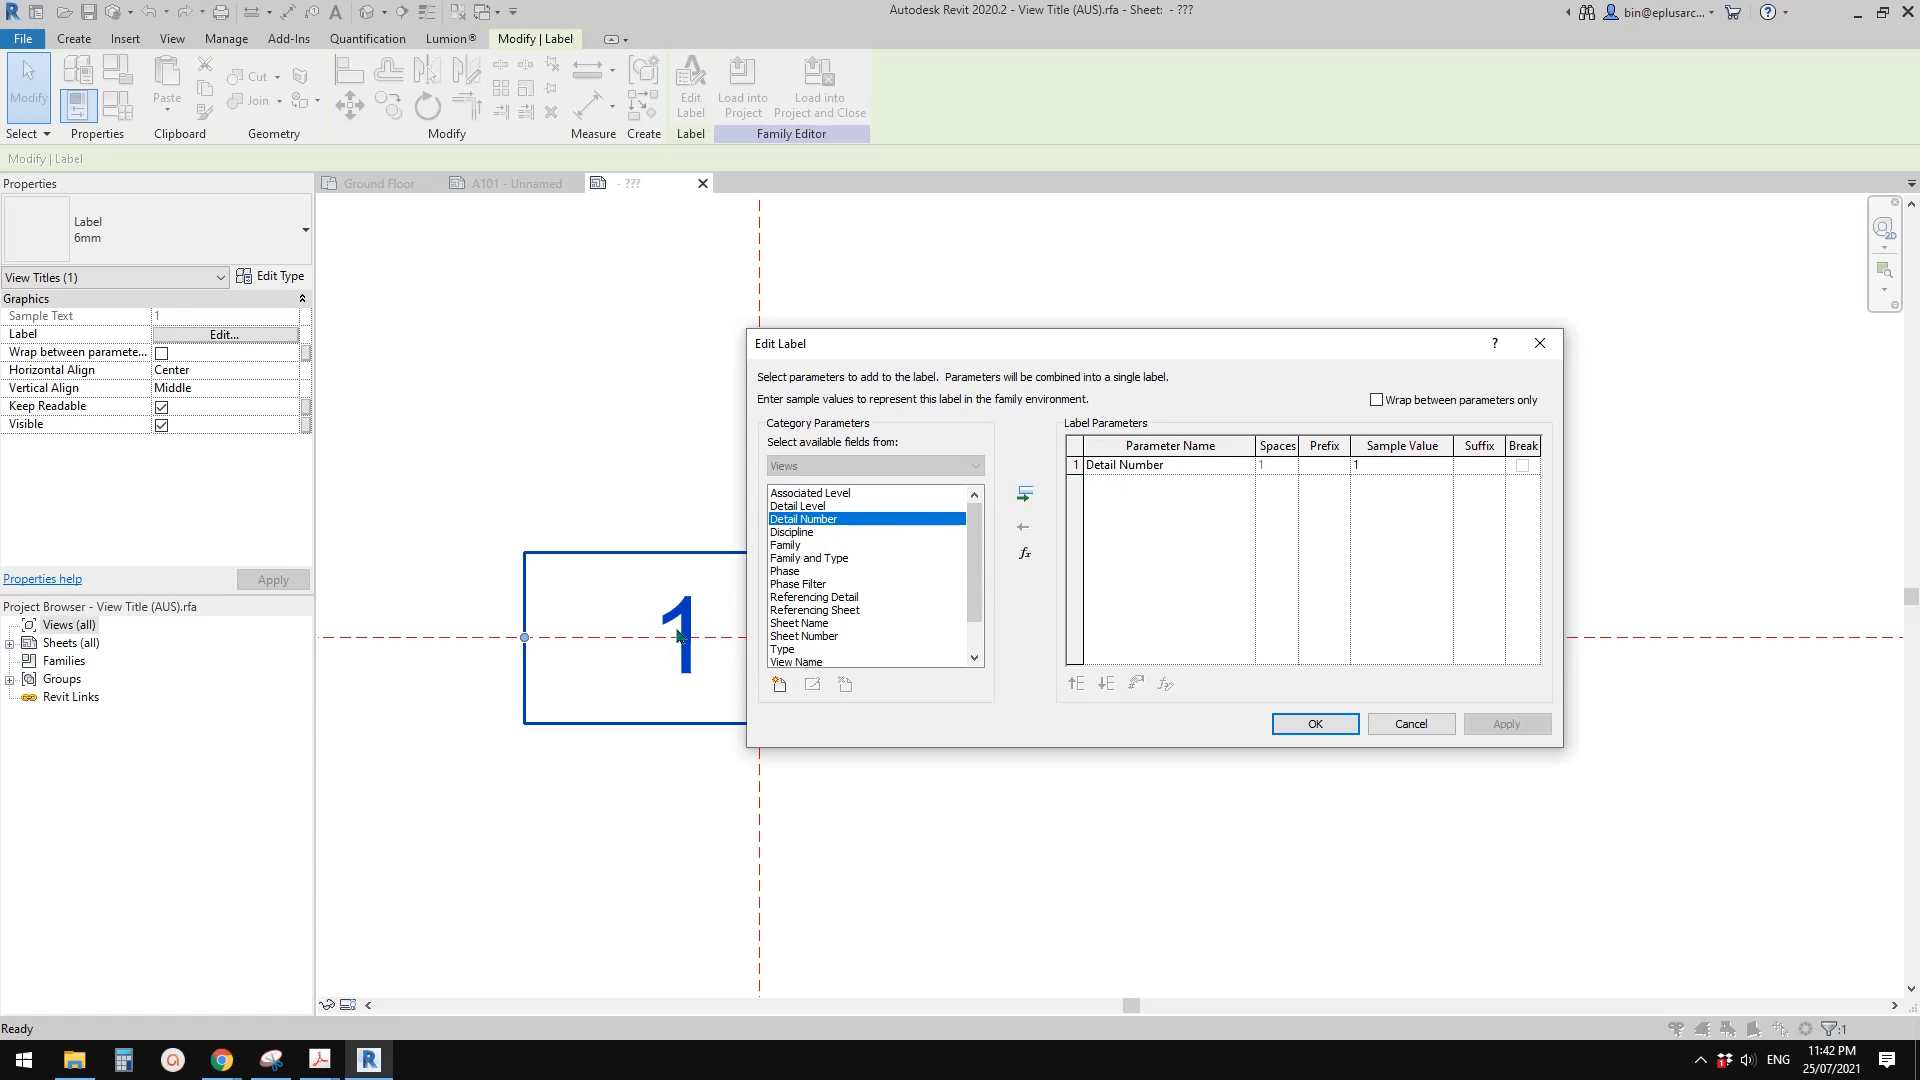 Autodesk Revit 2020.2 - View Title (AUS).rfa - Sheet: - ???
bin@eplusarc...
File Create Insert View Manage Add-Ins Quantification Lumion® Modify | Label
Modify
Paste
Cut
Join
Edit Label
Load into Project
Load into Project and Close
Select Properties Clipboard Geometry Modify Measure Create Label Family Editor
Modify | Label
Properties
Ground Floor
A101 - Unnamed
- ???
Label
6mm
View Titles (1)
Edit Type
Graphics
Sample Text 1
Label Edit...
Wrap between paramete...
Horizontal Align Center
Vertical Align Middle
Keep Readable
Visible
Properties help
Apply
Project Browser - View Title (AUS).rfa
Views (all)
Sheets (all)
Families
Groups
Revit Links
1
2D
Edit Label
?
Select parameters to add to the label. Parameters will be combined into a single label.
Enter sample values to represent this label in the family environment.
Wrap between parameters only
Category Parameters
Select available fields from:
Views
Associated Level
Detail Level
Detail Number
Discipline
Family
Family and Type
Phase
Phase Filter
Referencing Detail
Referencing Sheet
Sheet Name
Sheet Number
Type
View Name
fx
Label Parameters
Parameter Name Spaces Prefix Sample Value Suffix Break
1 Detail Number 1 1
OK
Cancel
Apply
Ready
:1
ENG
11:42 PM
25/07/2021